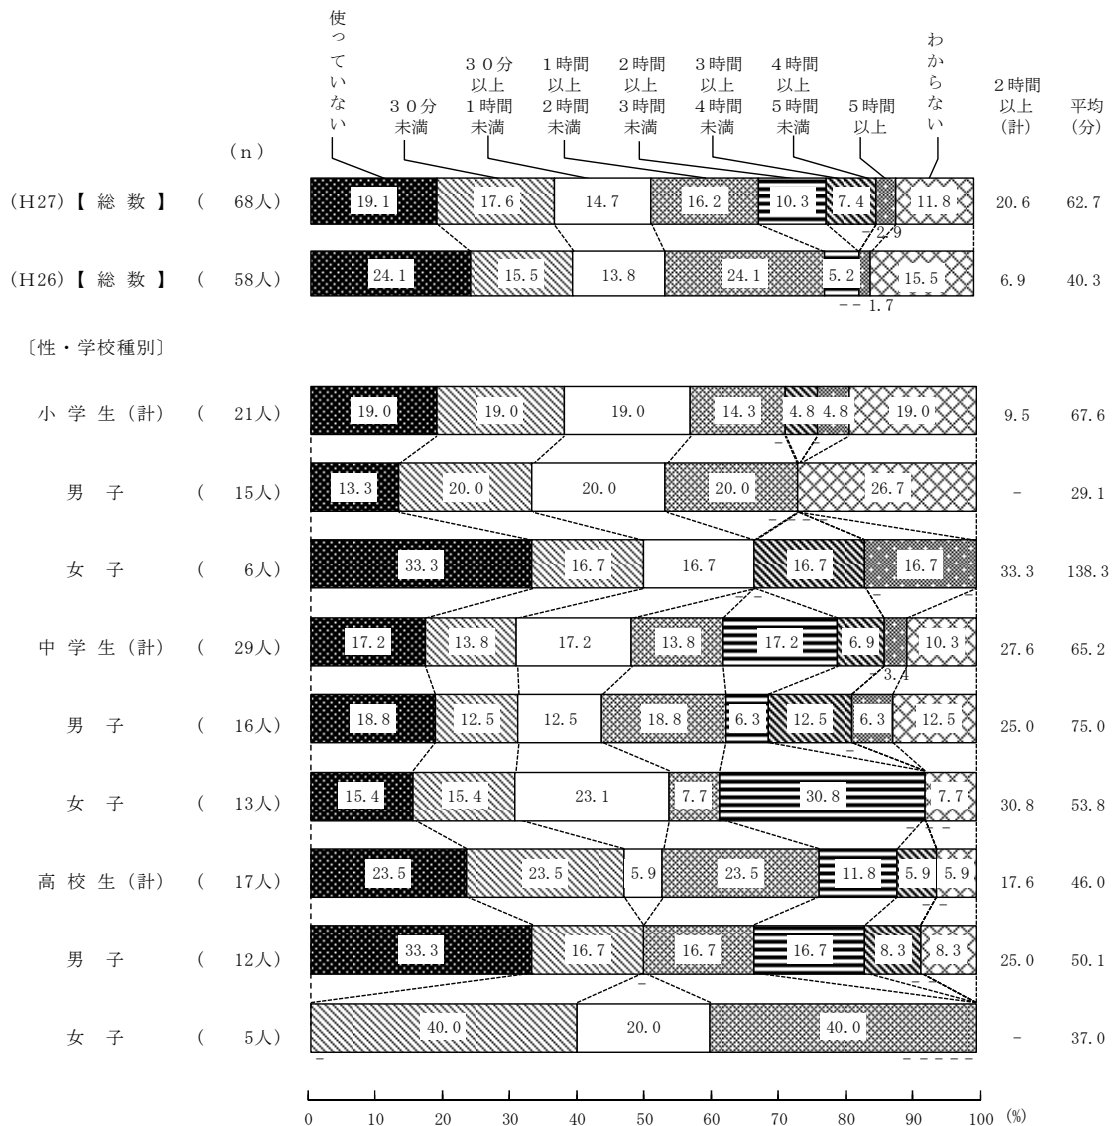 使っていない
30分
未満
30分
以上
1時間
未満
1時間
以上
2時間
未満
2時間
以上
3時間
未満
3時間
以上
4時間
未満
4時間
以上
5時間
未満
5時間
以上
わからない
2時間
以上
(計)
平均
(分)
(n)
(H27)【 総 数 】 ( 68人) 19.1 17.6 14.7 16.2 10.3 7.4 11.8 20.6 62.7
- 2.9
(H26)【 総 数 】 ( 58人) 24.1 15.5 13.8 24.1 5.2 15.5 6.9 40.3
- - 1.7
〔性・学校種別〕
小 学 生 (計) ( 21人) 19.0 19.0 19.0 14.3 4.8 4.8 19.0 9.5 67.6
- -
男 子 ( 15人) 13.3 20.0 20.0 20.0 26.7 - 29.1
- - - -
女 子 ( 6人) 33.3 16.7 16.7 16.7 16.7 33.3 138.3
- - - -
中 学 生 (計) ( 29人) 17.2 13.8 17.2 13.8 17.2 6.9 10.3 27.6 65.2
3.4
男 子 ( 16人) 18.8 12.5 12.5 18.8 6.3 12.5 6.3 12.5 25.0 75.0
-
女 子 ( 13人) 15.4 15.4 23.1 7.7 30.8 7.7 30.8 53.8
- - -
高 校 生 (計) ( 17人) 23.5 23.5 5.9 23.5 11.8 5.9 5.9 17.6 46.0
- -
男 子 ( 12人) 33.3 16.7 16.7 16.7 8.3 8.3 25.0 50.1
- - -
女 子 ( 5人) 40.0 20.0 40.0 - 37.0
- - - - - -
0 10 20 30 40 50 60 70 80 90 100 (%)